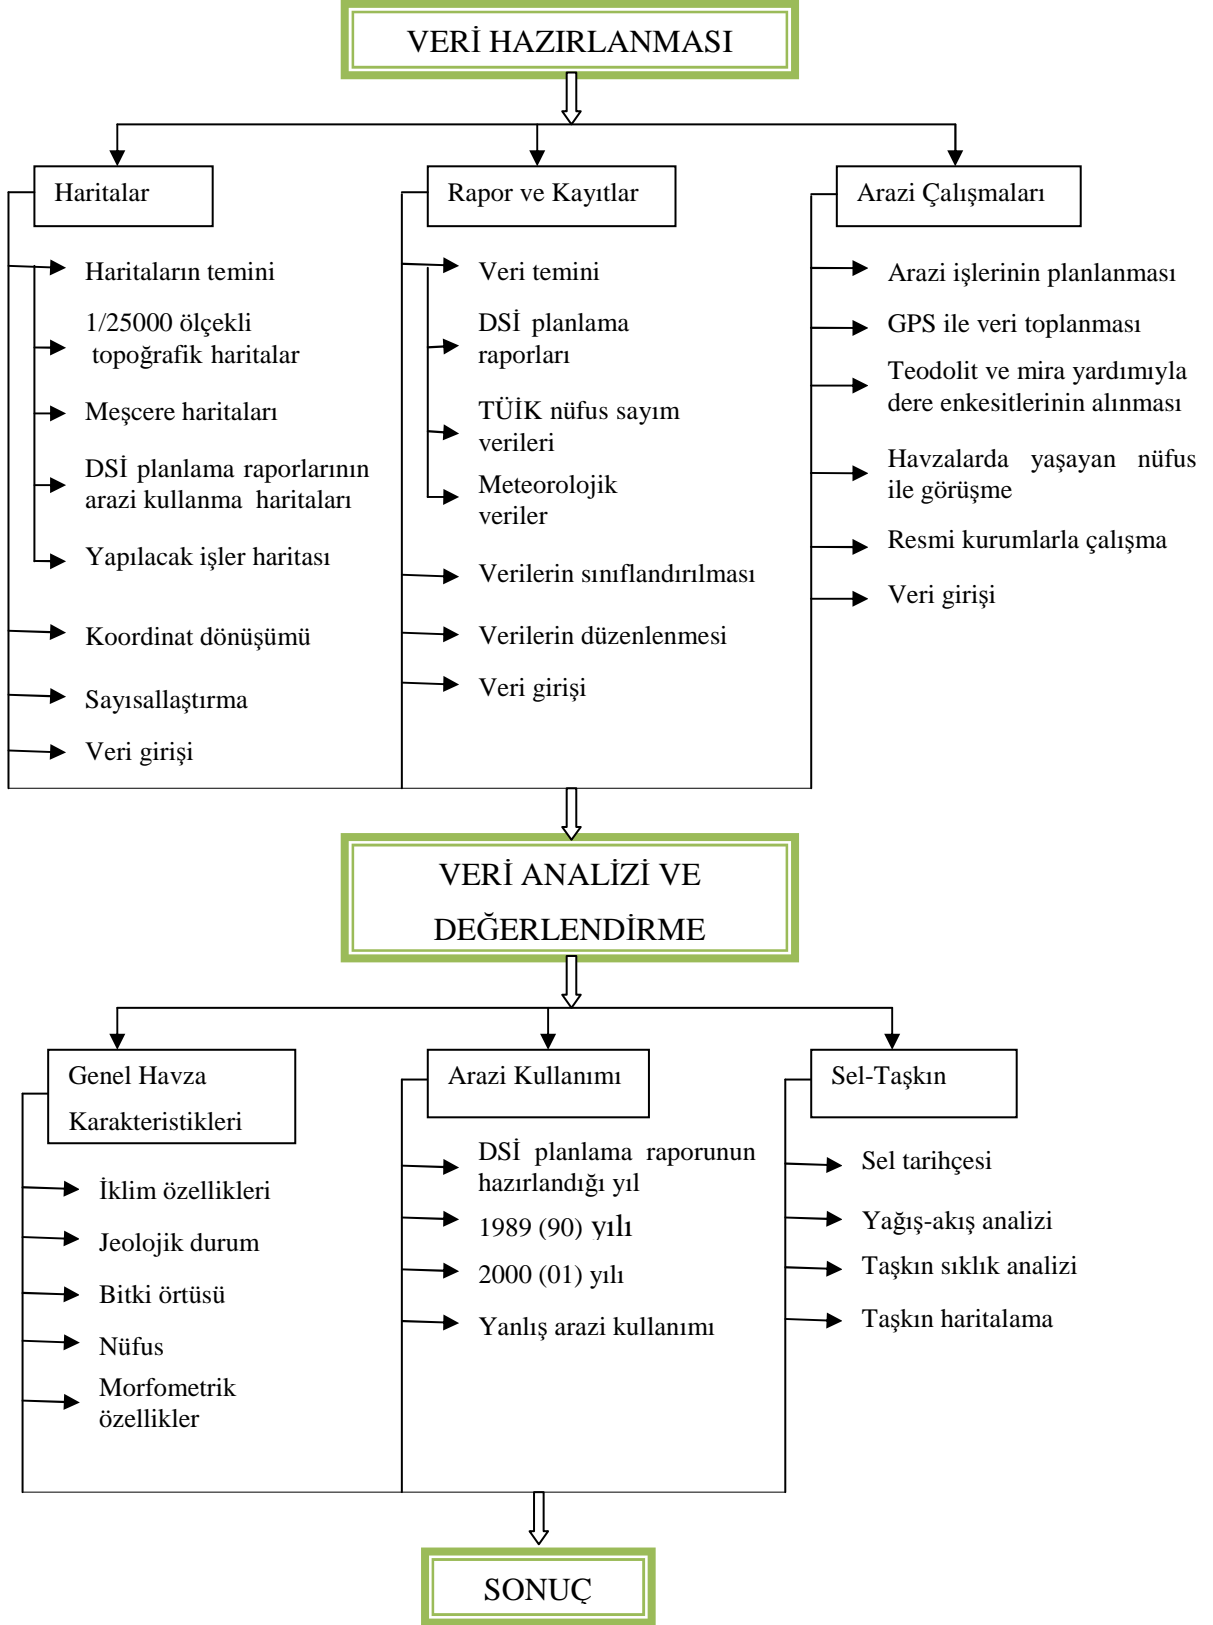 VERİ HAZIRLANMASI
Haritalar
Haritaların temini
1/25000 ölçekli
topoğrafik haritalar
Meşcere haritaları
DSİ planlama raporlarının
arazi kullanma haritaları
Yapılacak işler haritası
Koordinat dönüşümü
Sayısallaştırma
Veri girişi
Rapor ve Kayıtlar
Veri temini
DSİ planlama
raporları
TÜİK nüfus sayım
verileri
Meteorolojik
veriler
Verilerin sınıflandırılması
Verilerin düzenlenmesi
Veri girişi
Arazi Çalışmaları
Arazi işlerinin planlanması
GPS ile veri toplanması
Teodolit ve mira yardımıyla
dere enkesitlerinin alınması
Havzalarda yaşayan nüfus
ile görüşme
Resmi kurumlarla çalışma
Veri girişi
VERİ ANALİZİ VE
DEĞERLENDİRME
Genel Havza
Karakteristikleri
İklim özellikleri
Jeolojik durum
Bitki örtüsü
Nüfus
Morfometrik
özellikler
Arazi Kullanımı
DSİ planlama raporunun
hazırlandığı yıl
1989 (90) yılı
2000 (01) yılı
Yanlış arazi kullanımı
Sel-Taşkın
Sel tarihçesi
Yağış-akış analizi
Taşkın sıklık analizi
Taşkın haritalama
SONUÇ